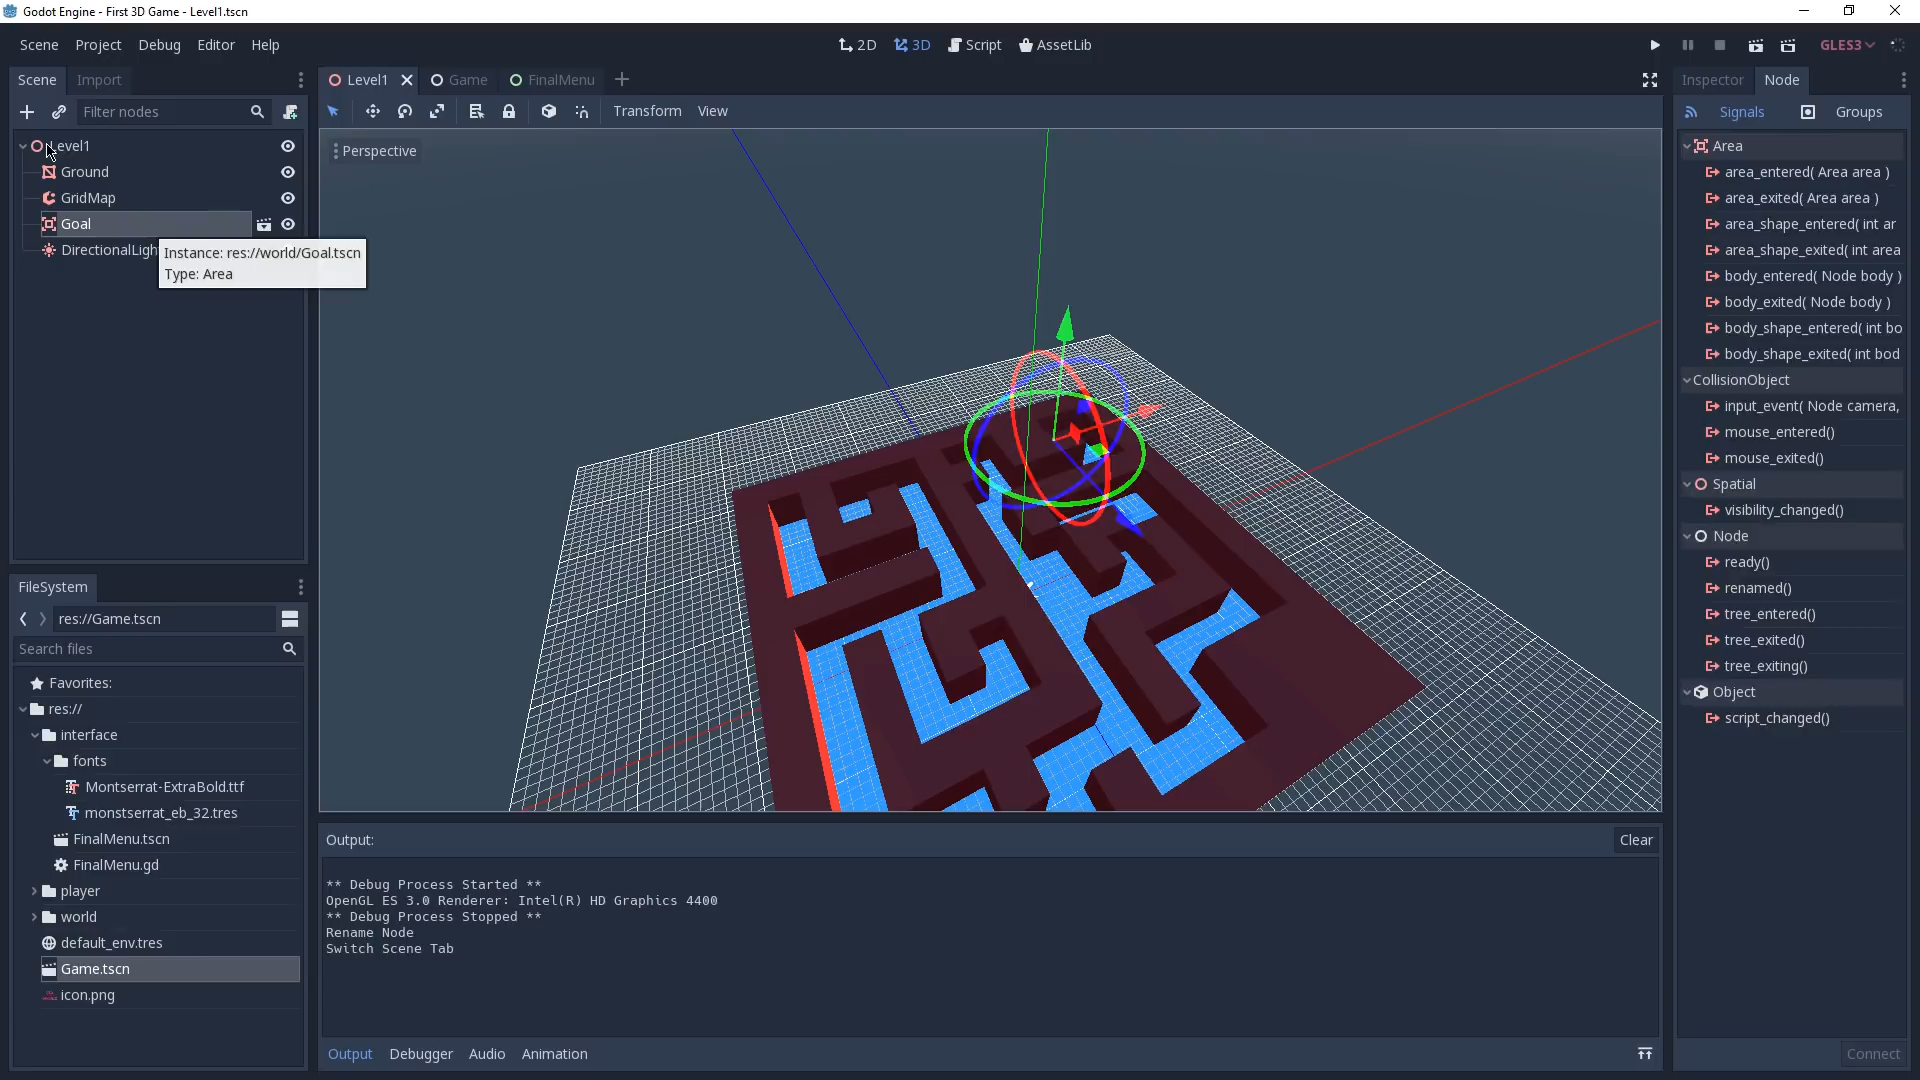 Godot Engine - First 3D Game - Level1.tscn
Scene Project Debug Editor Help
2D 3D Script AssetLib
GLES3
Scene Import
Filter nodes
Level1
Ground
GridMap
Goal
DirectionalLigh
Instance: res://world/Goal.tscn
Type: Area
FileSystem
res://Game.tscn
Search files
Favorites:
res://
interface
fonts
Montserrat-ExtraBold.ttf
monstserrat_eb_32.tres
FinalMenu.tscn
FinalMenu.gd
player
world
default_env.tres
Game.tscn
icon.png
Level1 Game FinalMenu
Transform View
Perspective
Output:
Clear
** Debug Process Started **
OpenGL ES 3.0 Renderer: Intel(R) HD Graphics 4400
** Debug Process Stopped **
Rename Node
Switch Scene Tab
Output Debugger Audio Animation
Inspector Node
Signals Groups
Area
area_entered( Area area )
area_exited( Area area )
area_shape_entered( int ar
area_shape_exited( int area
body_entered( Node body )
body_exited( Node body )
body_shape_entered( int bo
body_shape_exited( int bod
CollisionObject
input_event( Node camera,
mouse_entered()
mouse_exited()
Spatial
visibility_changed()
Node
ready()
renamed()
tree_entered()
tree_exited()
tree_exiting()
Object
script_changed()
Connect